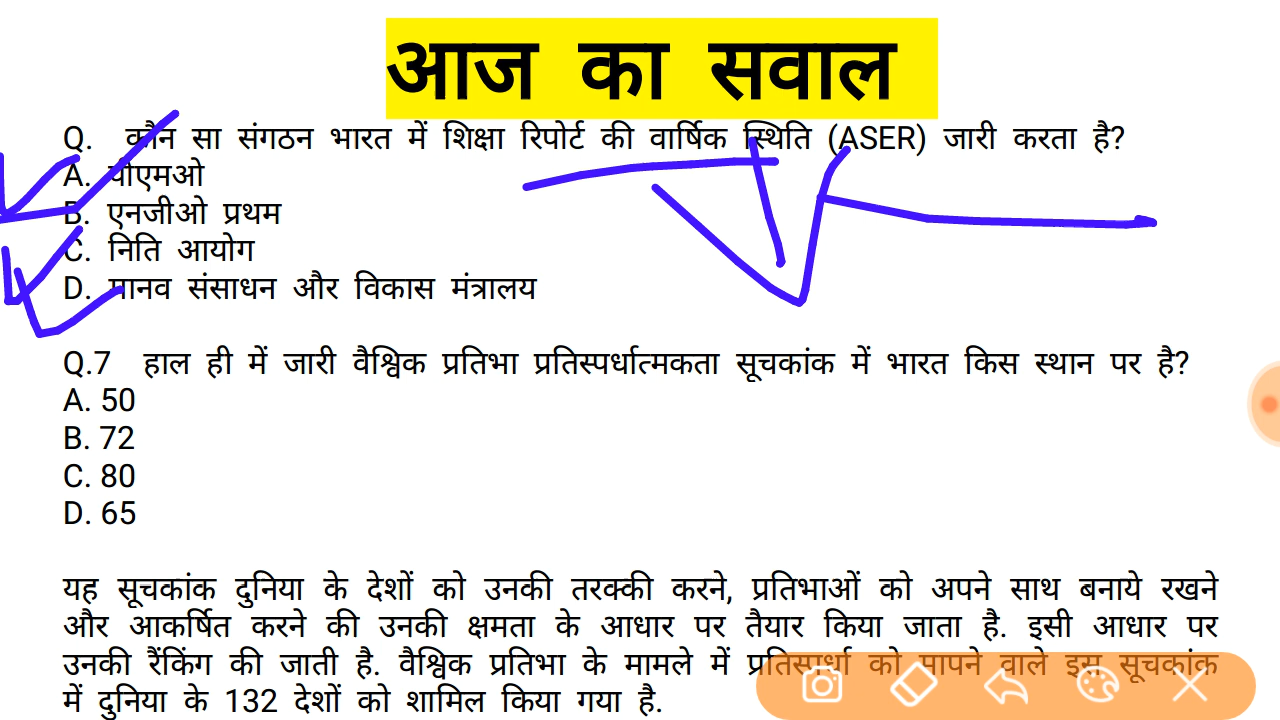 आज का सवाल
Q. कौन सा संगठन भारत में शिक्षा रिपोर्ट की वार्षिक स्थिति (ASER) जारी करता है?
A. पीएमओ
B. एनजीओ प्रथम
C. निति आयोग
D. मानव संसाधन और विकास मंत्रालय
Q.7 हाल ही में जारी वैश्विक प्रतिभा प्रतिस्पर्धात्मकता सूचकांक में भारत किस स्थान पर है?
A. 50
B. 72
C. 80
D. 65
यह सूचकांक दुनिया के देशों को उनकी तरक्की करने, प्रतिभाओं को अपने साथ बनाये रखने
और आकर्षित करने की उनकी क्षमता के आधार पर तैयार किया जाता है. इसी आधार पर
उनकी रैंकिंग की जाती है. वैश्विक प्रतिभा के मामले में प्रतिस्पर्धा को मापने वाले इस सूचकांक
में दुनिया के 132 देशों को शामिल किया गया है.